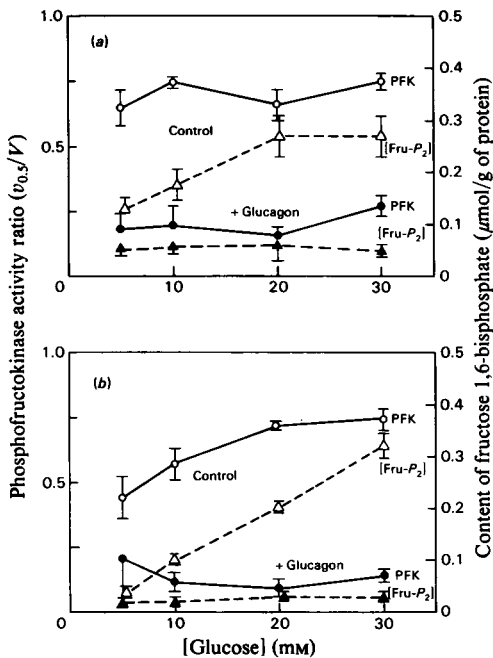 Phosphofructokinase activity ratio (v0.5/V)
Content of fructose 1,6-bisphosphate (μmol/g of protein)
(a)
1.0
0.5
0
0.5
0.4
0.3
0.2
0.1
0
PFK
Control
[Fru-P2]
+ Glucagon
PFK
[Fru-P2]
0 10 20 30
(b)
1.0
0.5
0.5
0.4
0.3
0.2
0.1
0
PFK
Control
[Fru-P2]
+ Glucagon
PFK
[Fru-P2]
0 10 20 30
[Glucose] (mM)